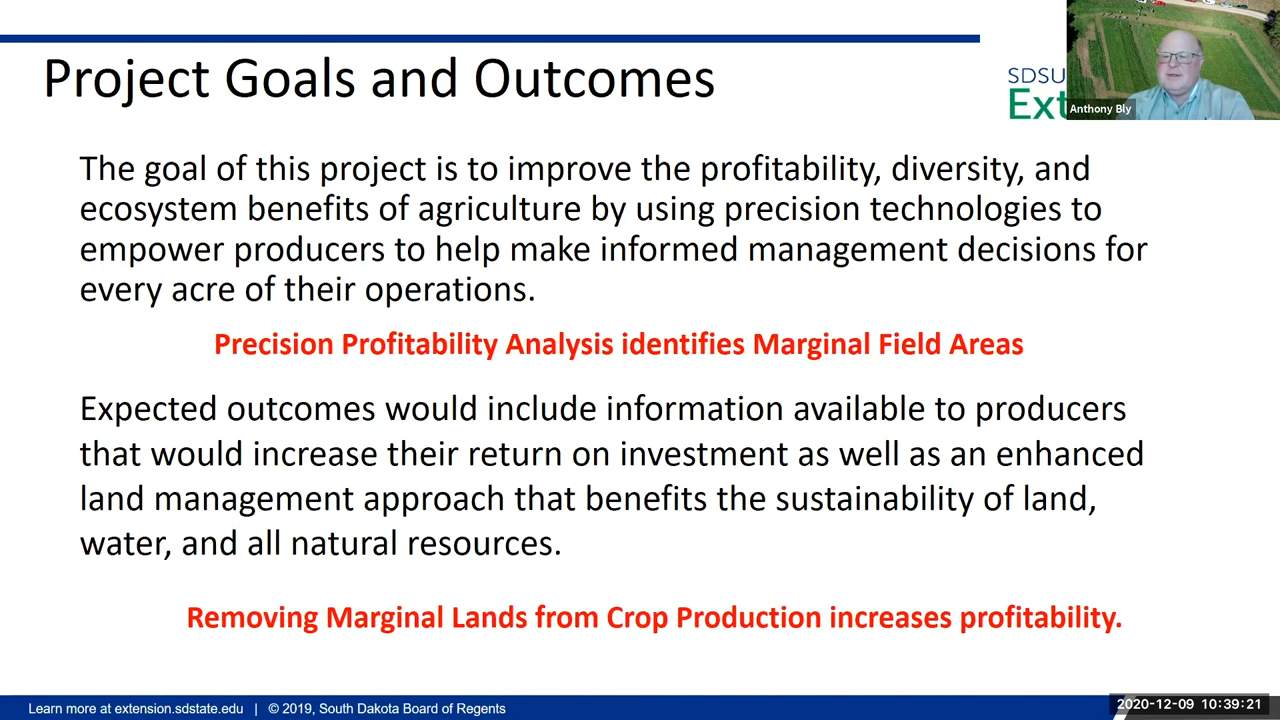 Project Goals and Outcomes
SDSU
Ext
Anthony Bly
The goal of this project is to improve the profitability, diversity, and
ecosystem benefits of agriculture by using precision technologies to
empower producers to help make informed management decisions for
every acre of their operations.
Precision Profitability Analysis identifies Marginal Field Areas
Expected outcomes would include information available to producers
that would increase their return on investment as well as an enhanced
land management approach that benefits the sustainability of land,
water, and all natural resources.
Removing Marginal Lands from Crop Production increases profitability.
Learn more at extension.sdstate.edu | © 2019, South Dakota Board of Regents
2020-12-09 10:39:21